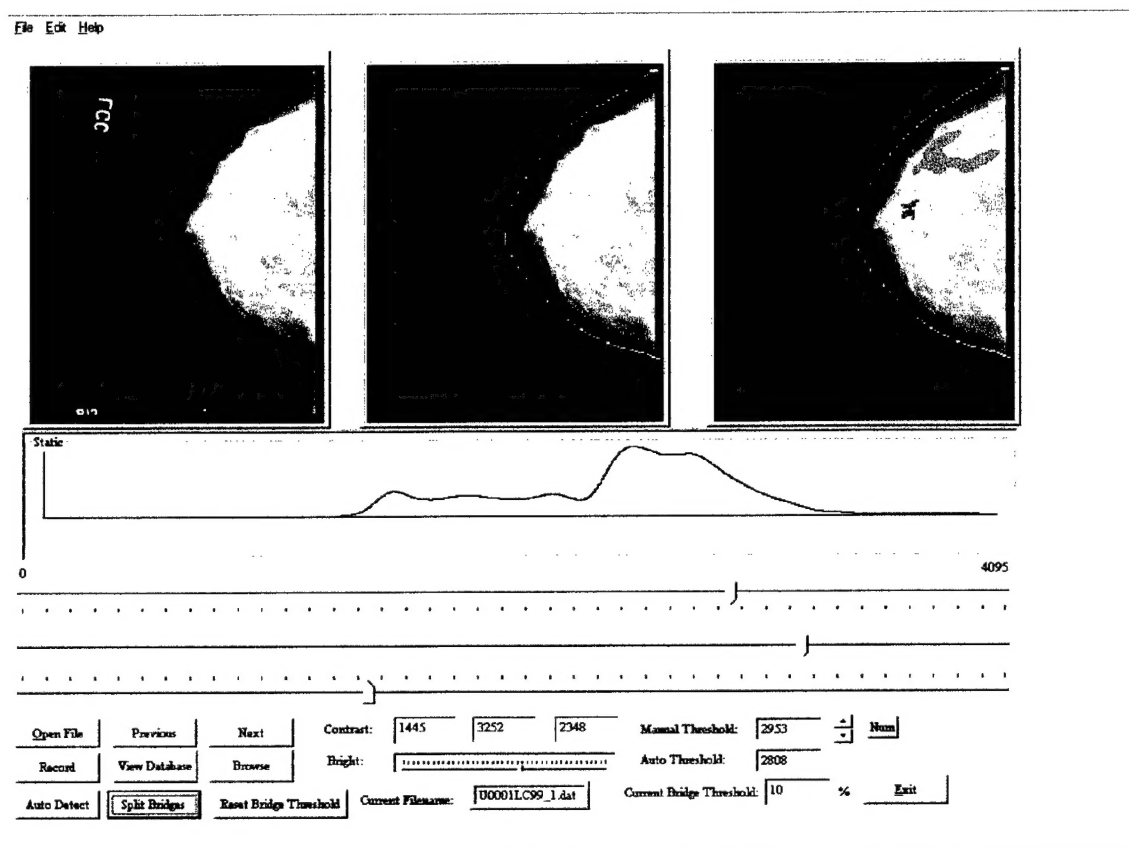 File Edit Help
LCC
Static
0 4095
Open File Previous Next Contrast: 1445 3252 2348 Manual Threshold: 2953 Num
Record View Database Browse Bright: Auto Threshold: 2808
Auto Detect Split Bridges Reset Bridge Threshold Current Filename: U0001LC99_1.dat Current Bridge Threshold: 10 % Exit